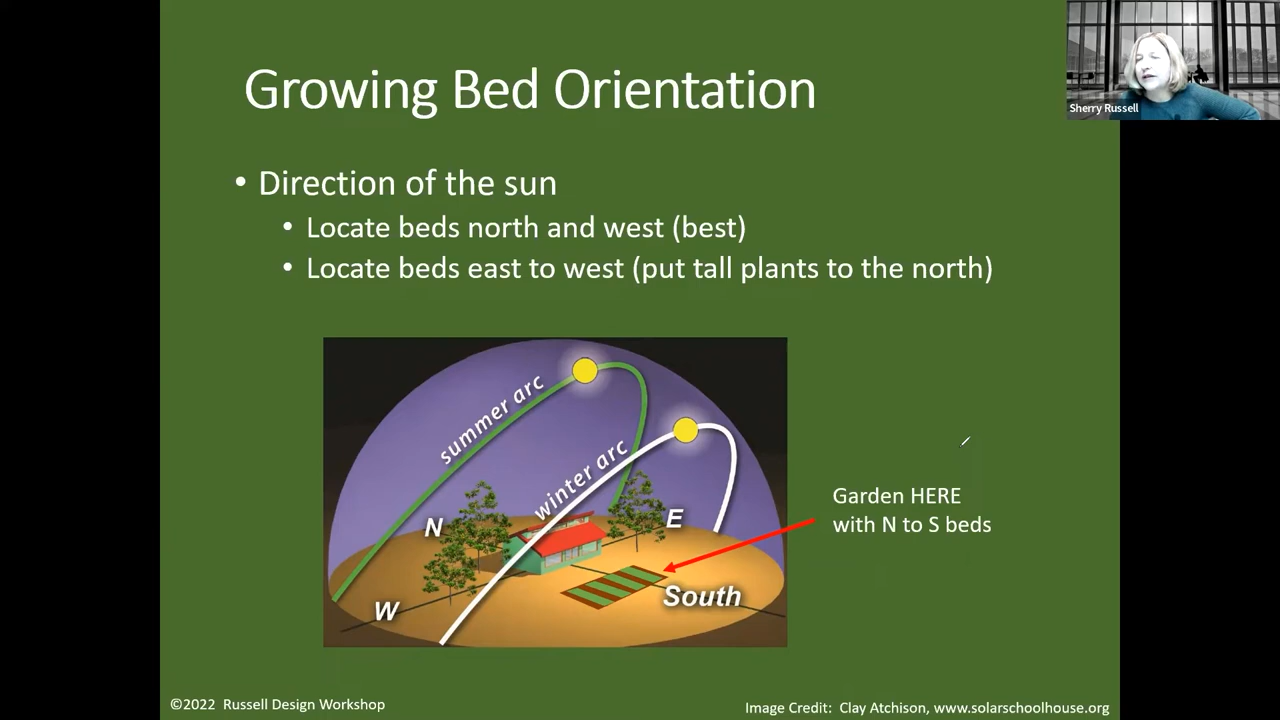 Growing Bed Orientation
Sherry Russell
• Direction of the sun
• Locate beds north and west (best)
• Locate beds east to west (put tall plants to the north)
summer arc
winter arc
N
E
W
South
Garden HERE
with N to S beds
©2022 Russell Design Workshop
Image Credit: Clay Atchison, www.solarschoolhouse.org